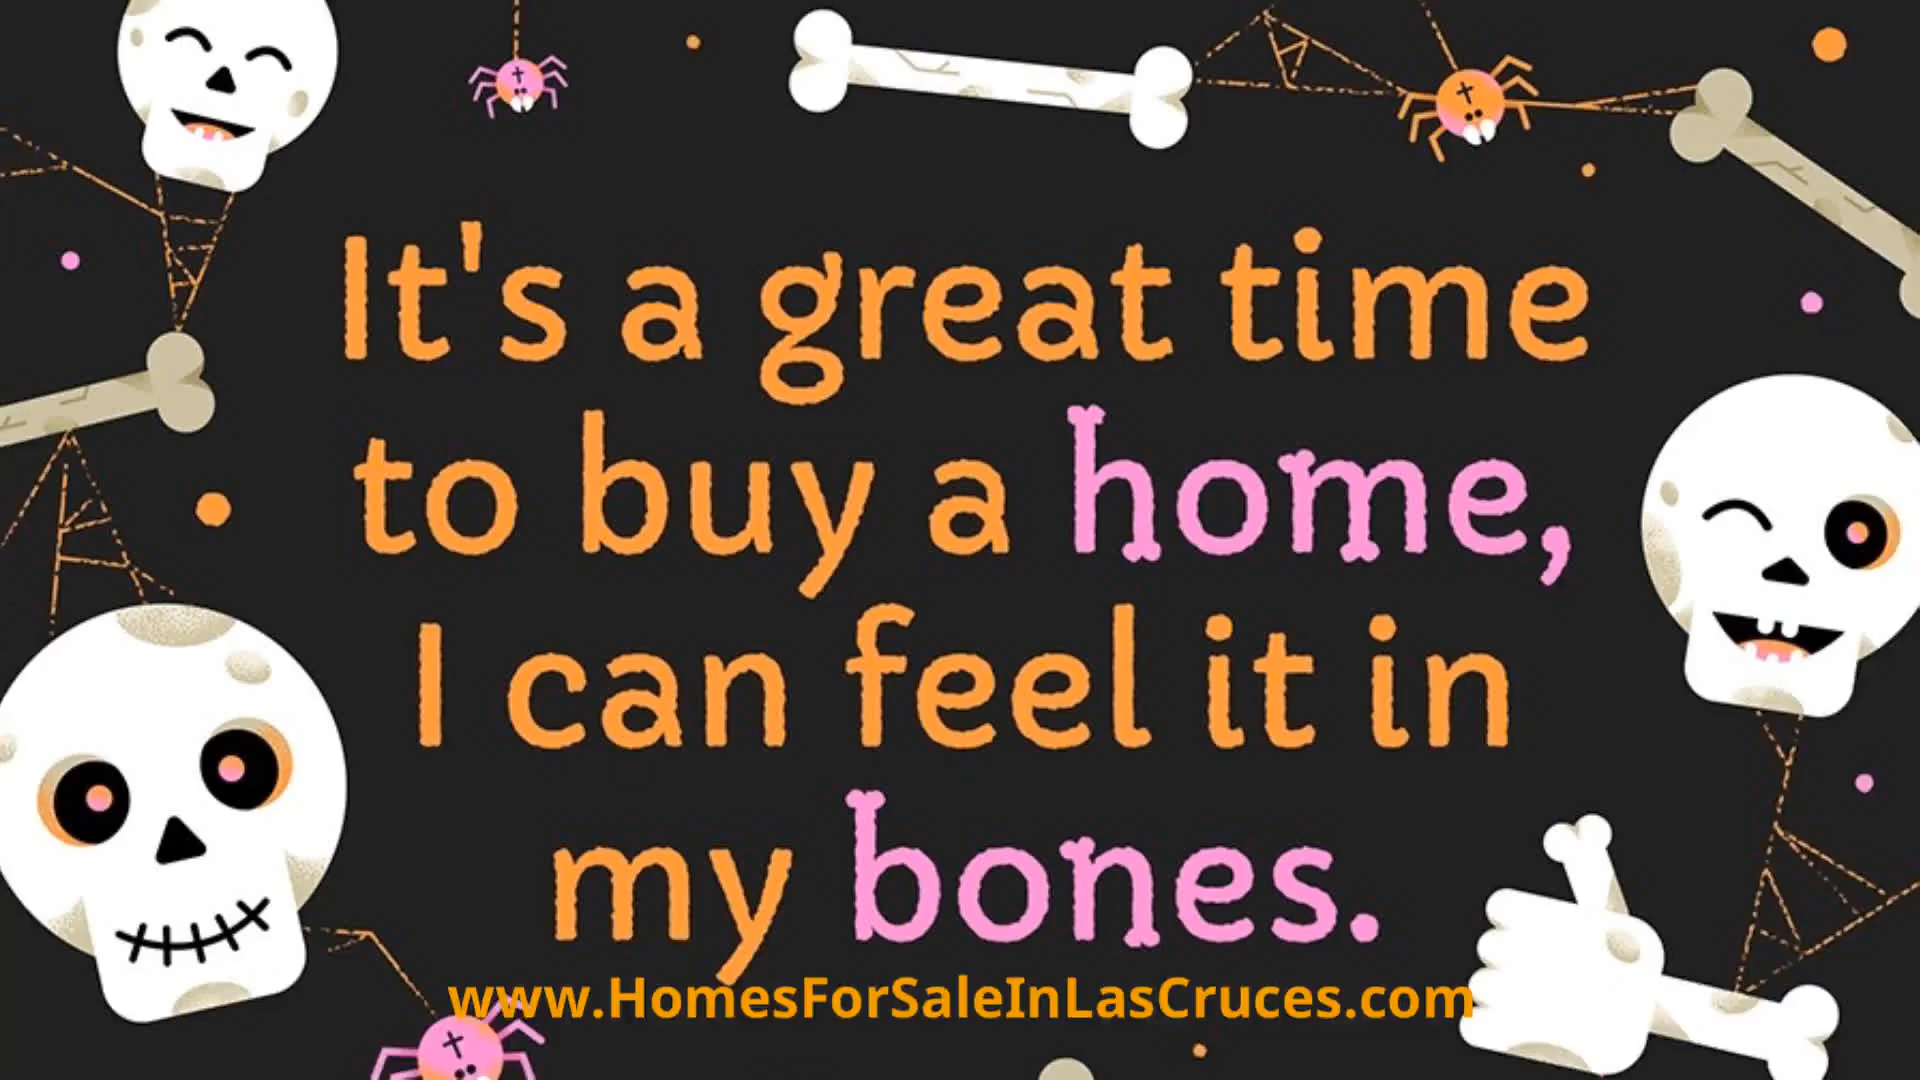 It's a great time
to buy a home,
I can feel it in
my bones.
www.HomesForSaleInLasCruces.com